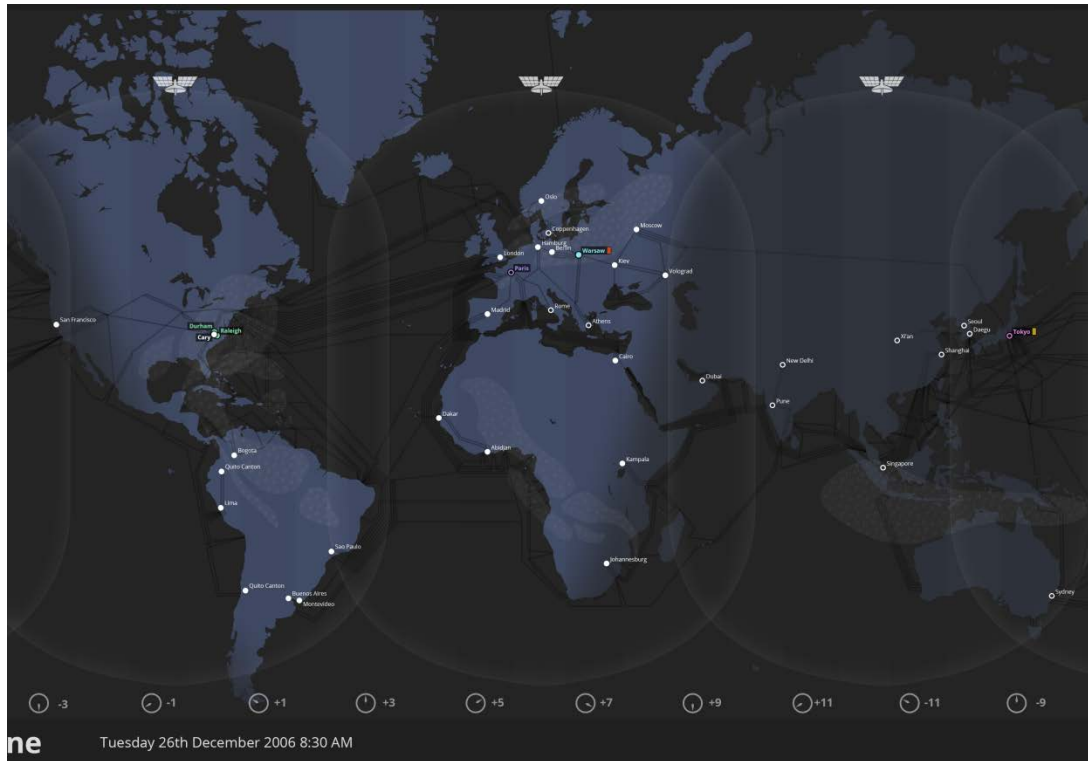 Oslo
Coppenhagen
Moscow
Hamburg
Berlin
Warsaw
London
Kiev
Paris
Volograd
Madrid
Rome
Athens
San Francisco
Durham
Raleigh
Cary
Seoul
Daegu
Tokyo
Xi'an
Shanghai
New Delhi
Cairo
Dubai
Pune
Dakar
Abidjan
Bogota
Kampala
Quito Canton
Singapore
Lima
Sao Paulo
Johannesburg
Quito Canton
Buenos Aires
Montevideo
Sydney
-3 -1 +1 +3 +5 +7 +9 +11 -11 -9
ne Tuesday 26th December 2006 8:30 AM